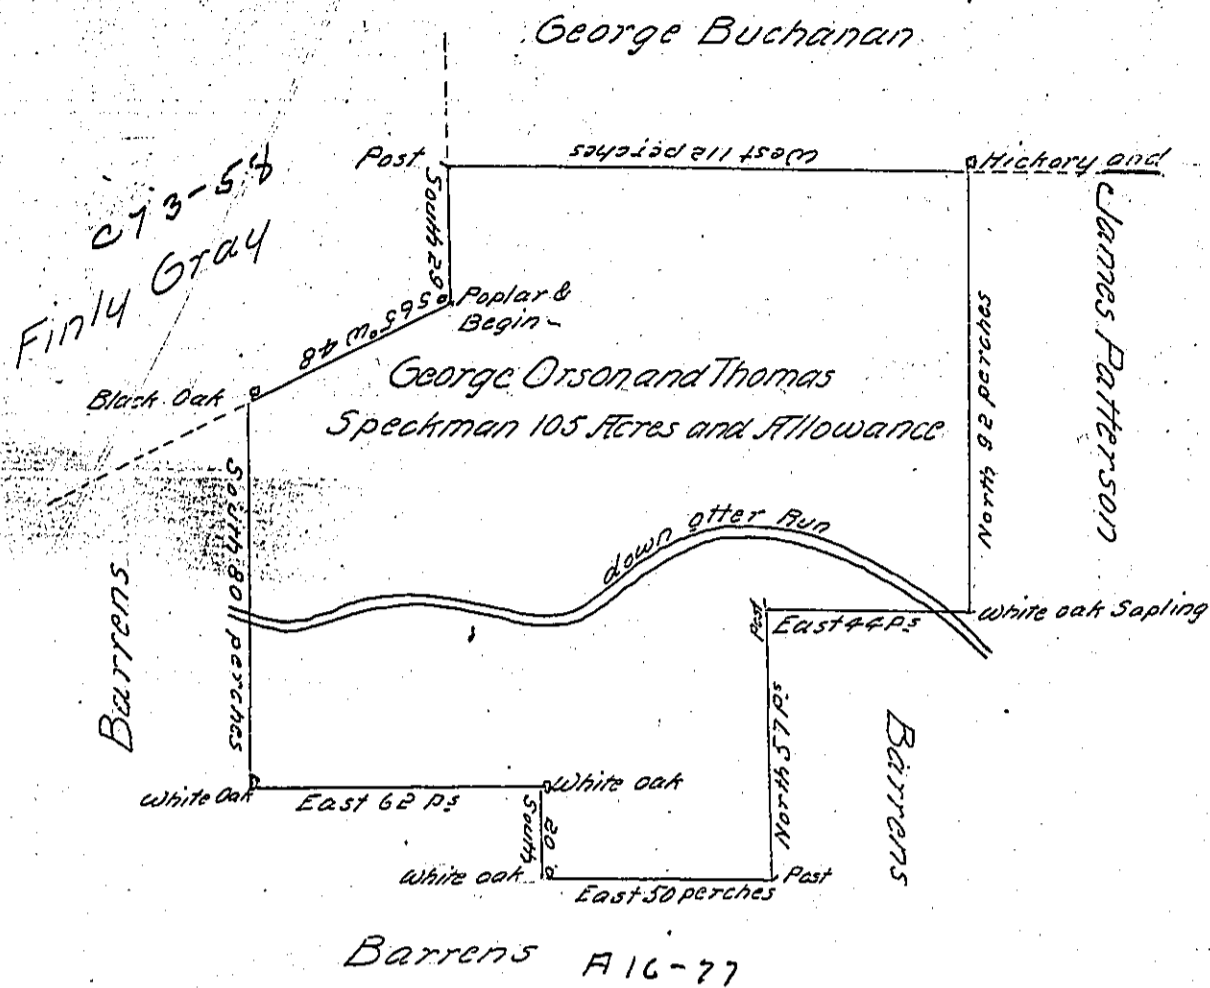 George Buchanan
Post
West 112 perches
Hickory and
C73-58
Finly Gray
South 29
James Patterson
Poplar &
Begin-
S65°W 48
Black Oak
George Orson and Thomas
Speckman 105 Acres and Allowance
North 92 perches
South 80 perches
down otter Run
Barrens
Post
East 44 Ps
White oak Sapling
North 57 ps
Barrens
White Oak
East 62 Ps
White oak
South 20
White oak
East 50 perches
Post
Barrens
A16-77